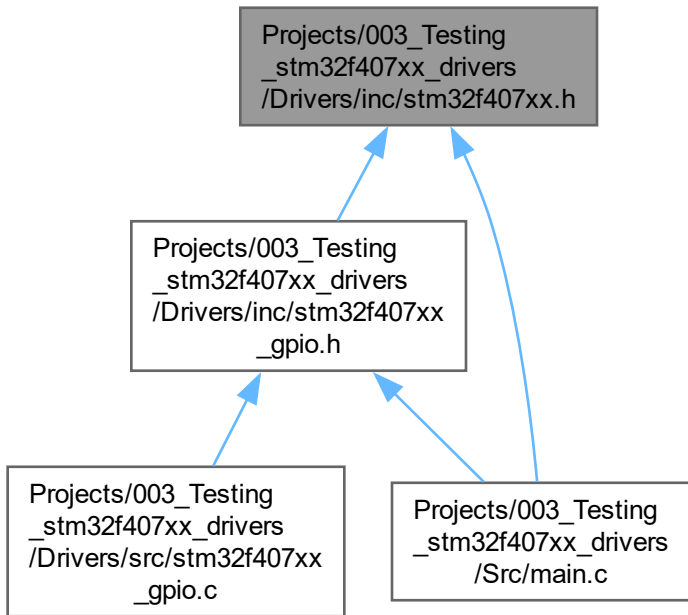 Projects/003_Testing
_stm32f407xx_drivers
/Drivers/inc/stm32f407xx.h
Projects/003_Testing
_stm32f407xx_drivers
/Drivers/inc/stm32f407xx
_gpio.h
Projects/003_Testing
_stm32f407xx_drivers
/Drivers/src/stm32f407xx
_gpio.c
Projects/003_Testing
_stm32f407xx_drivers
/Src/main.c